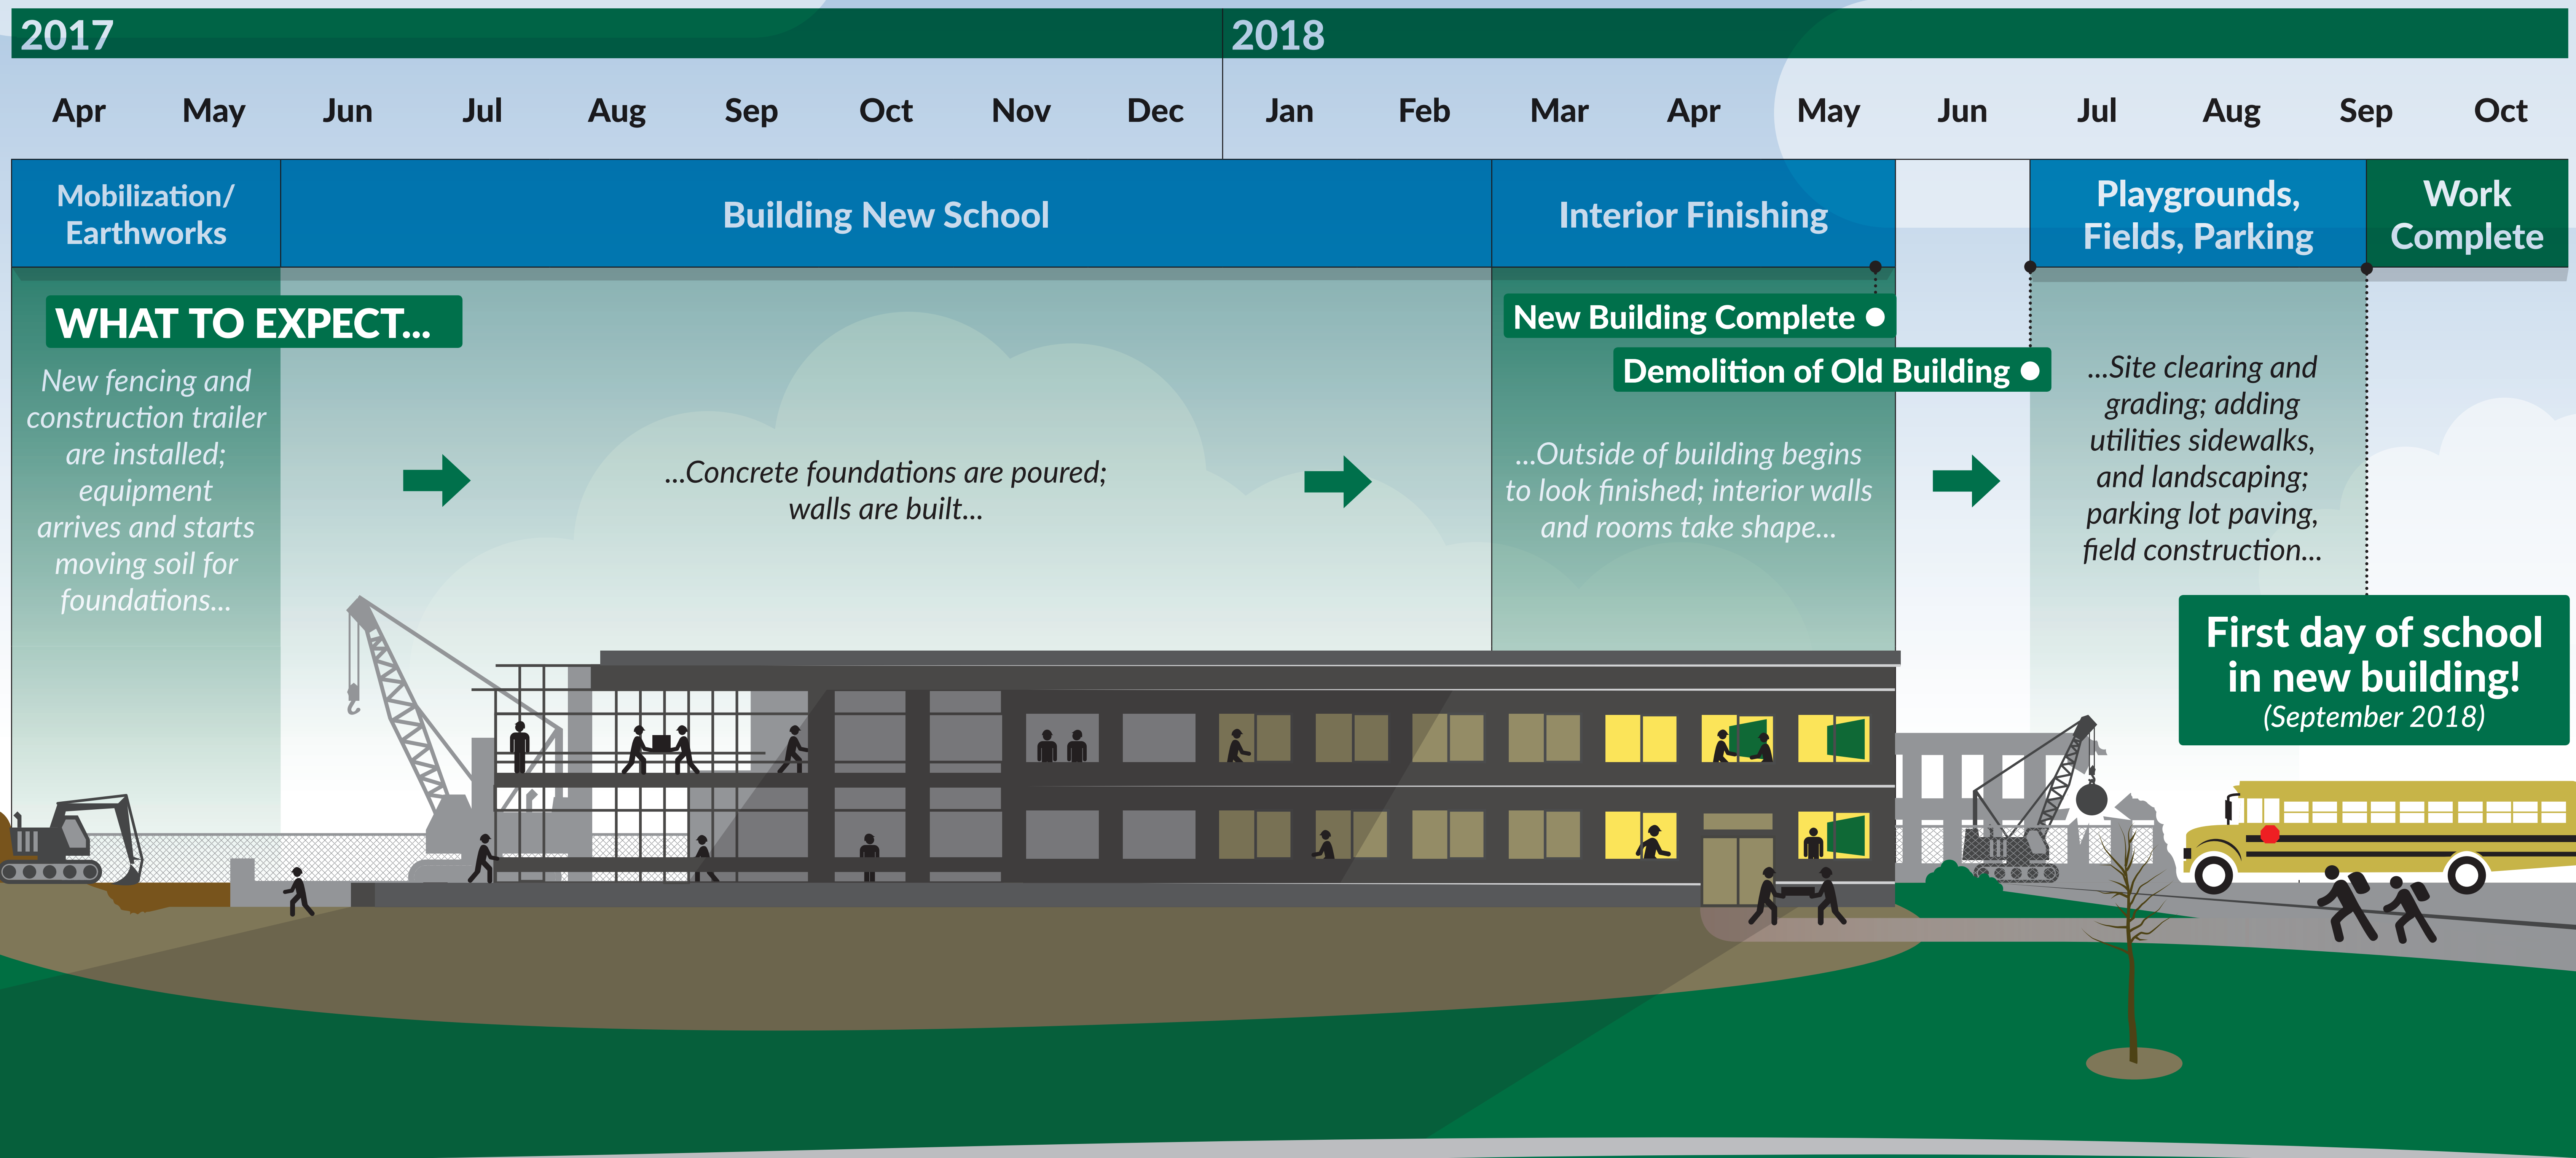 2017
2018
Apr May Jun Jul Aug Sep Oct Nov Dec Jan Feb Mar Apr May Jun Jul Aug Sep Oct
Mobilization/
Earthworks
Building New School
Interior Finishing
Playgrounds,
Fields, Parking
Work
Complete
WHAT TO EXPECT...
New fencing and
construction trailer
are installed;
equipment
arrives and starts
moving soil for
foundations...
...Concrete foundations are poured;
walls are built...
New Building Complete
Demolition of Old Building
...Outside of building begins
to look finished; interior walls
and rooms take shape...
...Site clearing and
grading; adding
utilities sidewalks,
and landscaping;
parking lot paving,
field construction...
First day of school
in new building!
(September 2018)